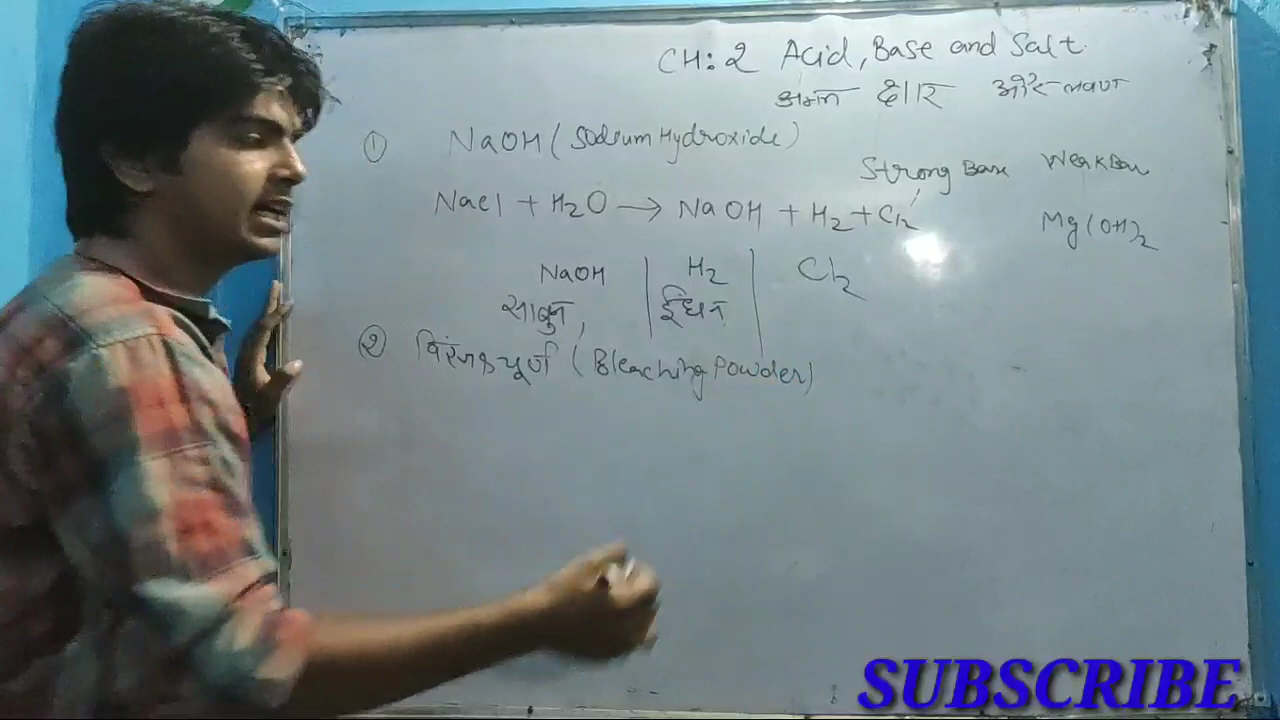 CH: 2 Acid, Base and Salt
अम्ल क्षार और लवण
① NaOH (Sodium Hydroxide)
Strong Base Weak Base
NaCl + H₂O → NaOH + H₂ + Cl₂
Mg(OH)₂
NaOH | H₂ | Cl₂
साबुन, | ईंधन |
② विरंजक चूर्ण (Bleaching Powder)
SUBSCRIBE